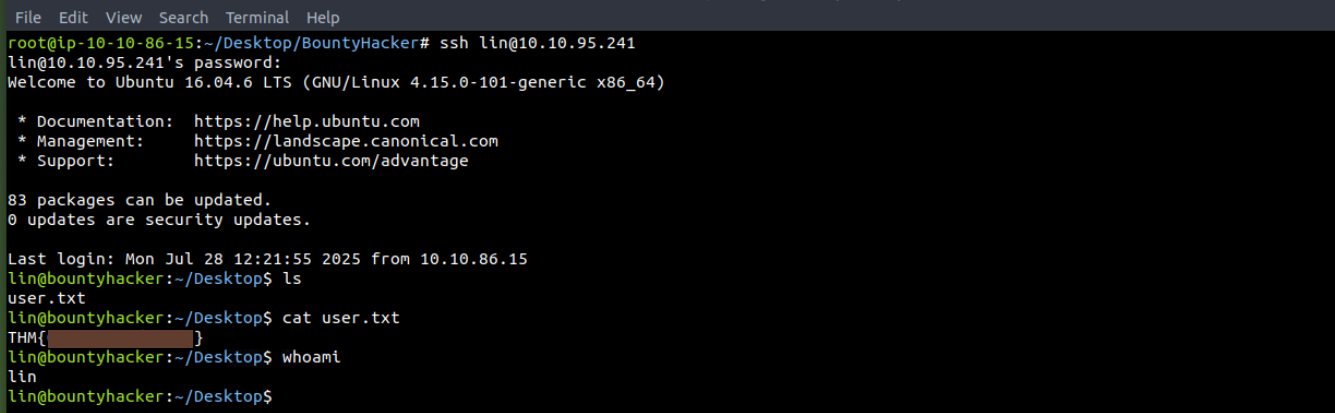 File Edit View Search Terminal Help
root@ip-10-10-86-15:~/Desktop/BountyHacker# ssh lin@10.10.95.241
lin@10.10.95.241's password:
Welcome to Ubuntu 16.04.6 LTS (GNU/Linux 4.15.0-101-generic x86_64)
* Documentation:  https://help.ubuntu.com
* Management:     https://landscape.canonical.com
* Support:        https://ubuntu.com/advantage
83 packages can be updated.
0 updates are security updates.
Last login: Mon Jul 28 12:21:55 2025 from 10.10.86.15
lin@bountyhacker:~/Desktop$ ls
user.txt
lin@bountyhacker:~/Desktop$ cat user.txt
THM{ }
lin@bountyhacker:~/Desktop$ whoami
lin
lin@bountyhacker:~/Desktop$